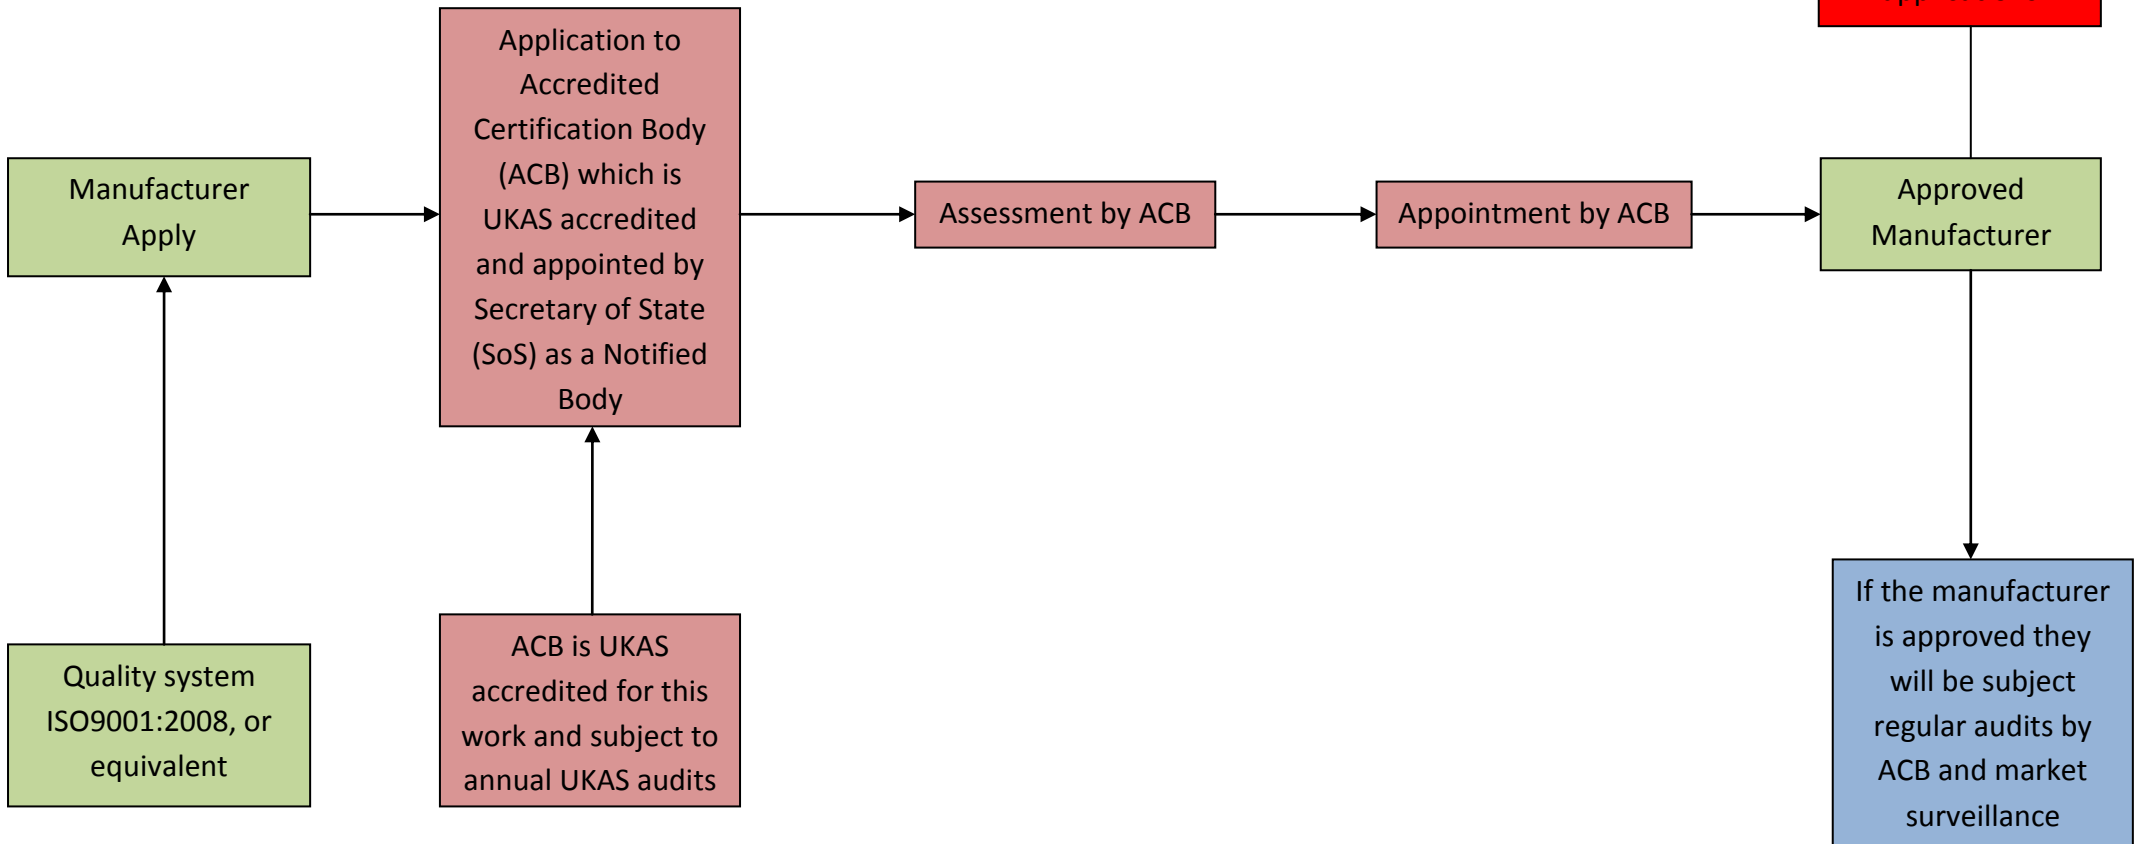 Manufacturer
Apply
Quality system
ISO9001:2008, or
equivalent
Application to
Accredited
Certification Body
(ACB) which is
UKAS accredited
and appointed by
Secretary of State
(SoS) as a Notified
Body
ACB is UKAS
accredited for this
work and subject to
annual UKAS audits
Assessment by ACB
Appointment by ACB
Approved
Manufacturer
If the manufacturer
is approved they
will be subject
regular audits by
ACB and market
surveillance